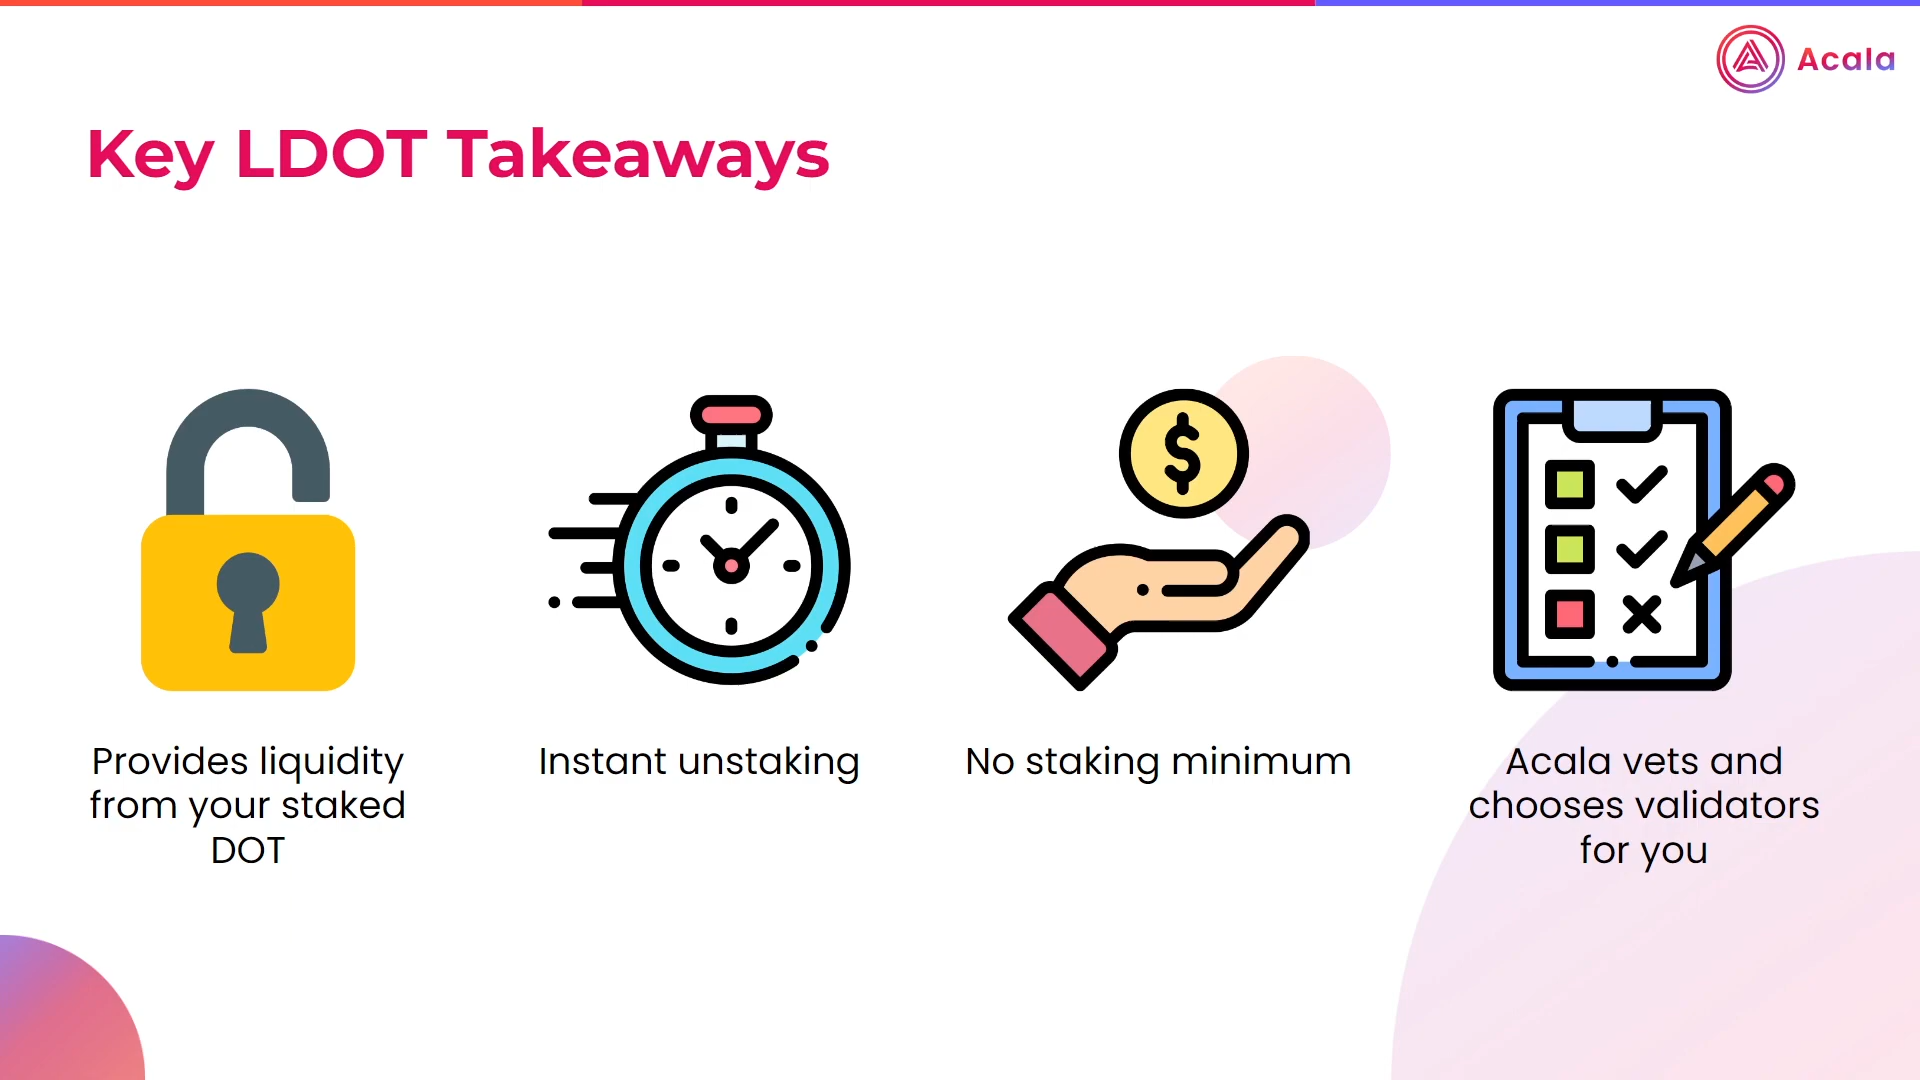 Acala
Key LDOT Takeaways
$
Provides liquidity
from your staked
DOT
Instant unstaking
No staking minimum
Acala vets and
chooses validators
for you